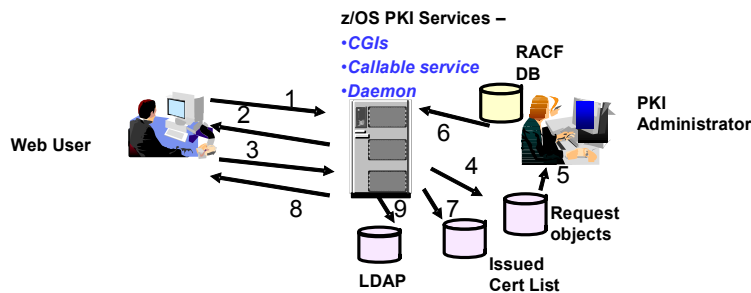 z/OS PKI Services –
•CGIs
•Callable service
•Daemon
RACF
DB
PKI
Administrator
Web User
1
2
3
4
5
6
7
8
9
Request
objects
LDAP
Issued
Cert List